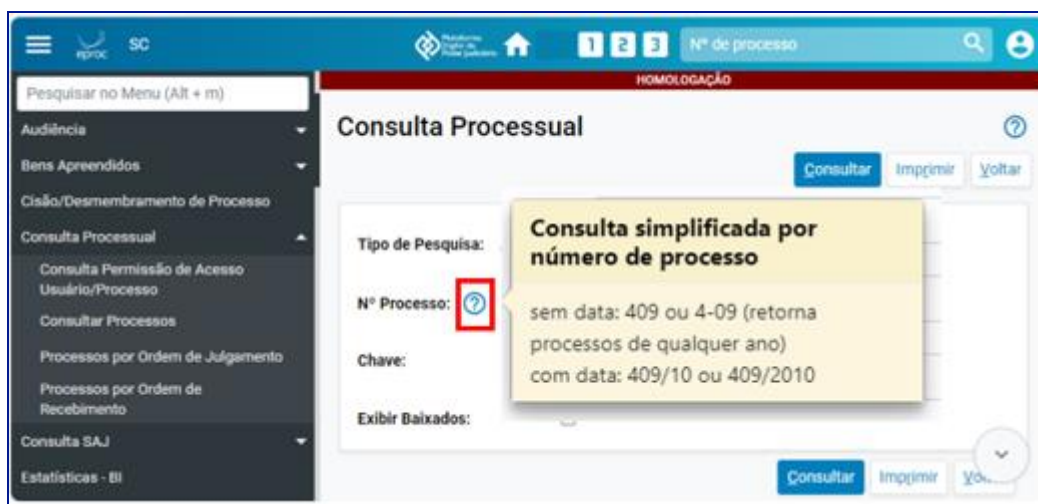 eproc
SC
1 2 3
Nº de processo
HOMOLOGAÇÃO
Pesquisar no Menu (Alt + m)
Audiência
Bens Apreendidos
Cisão/Desmembramento de Processo
Consulta Processual
Consulta Permissão de Acesso
Usuário/Processo
Consultar Processos
Processos por Ordem de Julgamento
Processos por Ordem de
Recebimento
Consulta SAJ
Estatísticas - BI
Consulta Processual
Consultar Imprimir Voltar
Tipo de Pesquisa:
Nº Processo:
Chave:
Exibir Baixados:
Consulta simplificada por
número de processo
sem data: 409 ou 4-09 (retorna
processos de qualquer ano)
com data: 409/10 ou 409/2010
Consultar Imprimir